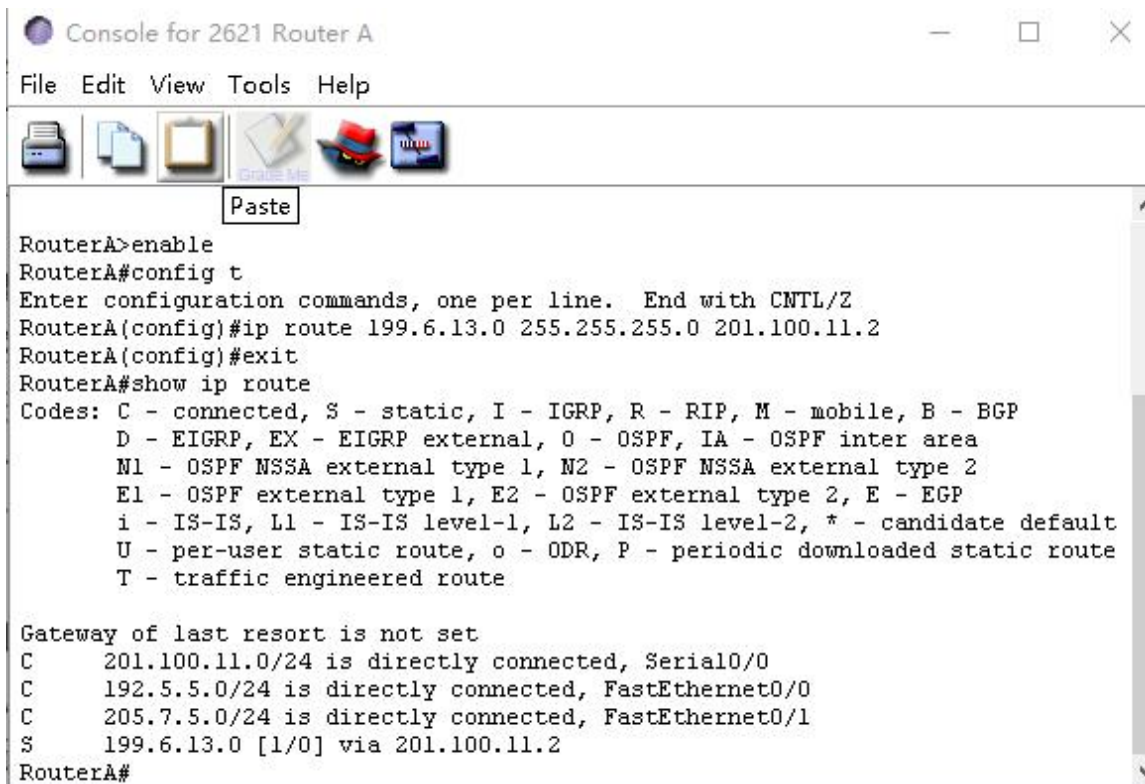 Console for 2621 Router A
File Edit View Tools Help
Grade Me
Paste
RouterA>enable
RouterA#config t
Enter configuration commands, one per line.  End with CNTL/Z
RouterA(config)#ip route 199.6.13.0 255.255.255.0 201.100.11.2
RouterA(config)#exit
RouterA#show ip route
Codes: C - connected, S - static, I - IGRP, R - RIP, M - mobile, B - BGP
       D - EIGRP, EX - EIGRP external, O - OSPF, IA - OSPF inter area
       N1 - OSPF NSSA external type 1, N2 - OSPF NSSA external type 2
       E1 - OSPF external type 1, E2 - OSPF external type 2, E - EGP
       i - IS-IS, L1 - IS-IS level-1, L2 - IS-IS level-2, * - candidate default
       U - per-user static route, o - ODR, P - periodic downloaded static route
       T - traffic engineered route
Gateway of last resort is not set
C      201.100.11.0/24 is directly connected, Serial0/0
C      192.5.5.0/24 is directly connected, FastEthernet0/0
C      205.7.5.0/24 is directly connected, FastEthernet0/1
S      199.6.13.0 [1/0] via 201.100.11.2
RouterA#